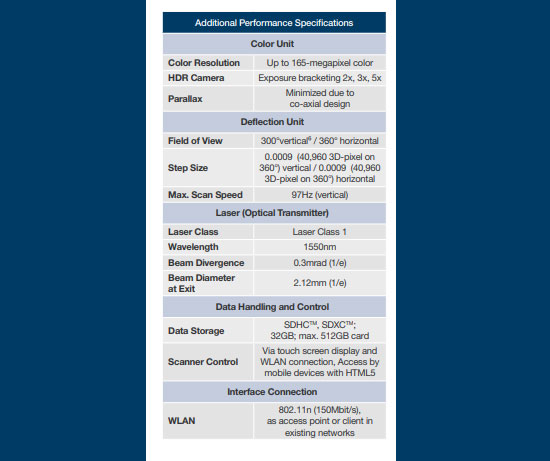 Additional Performance Specifications
Color Unit
Color Resolution Up to 165-megapixel color
HDR Camera Exposure bracketing 2x, 3x, 5x
Parallax Minimized due to
co-axial design
Deflection Unit
Field of View 300°vertical⁶ / 360° horizontal
Step Size 0.0009 (40,960 3D-pixel on
360°) vertical / 0.0009 (40,960
3D-pixel on 360°) horizontal
Max. Scan Speed 97Hz (vertical)
Laser (Optical Transmitter)
Laser Class Laser Class 1
Wavelength 1550nm
Beam Divergence 0.3mrad (1/e)
Beam Diameter
at Exit 2.12mm (1/e)
Data Handling and Control
Data Storage SDHC™, SDXC™;
32GB; max. 512GB card
Scanner Control Via touch screen display and
WLAN connection, Access by
mobile devices with HTML5
Interface Connection
WLAN 802.11n (150Mbit/s),
as access point or client in
existing networks